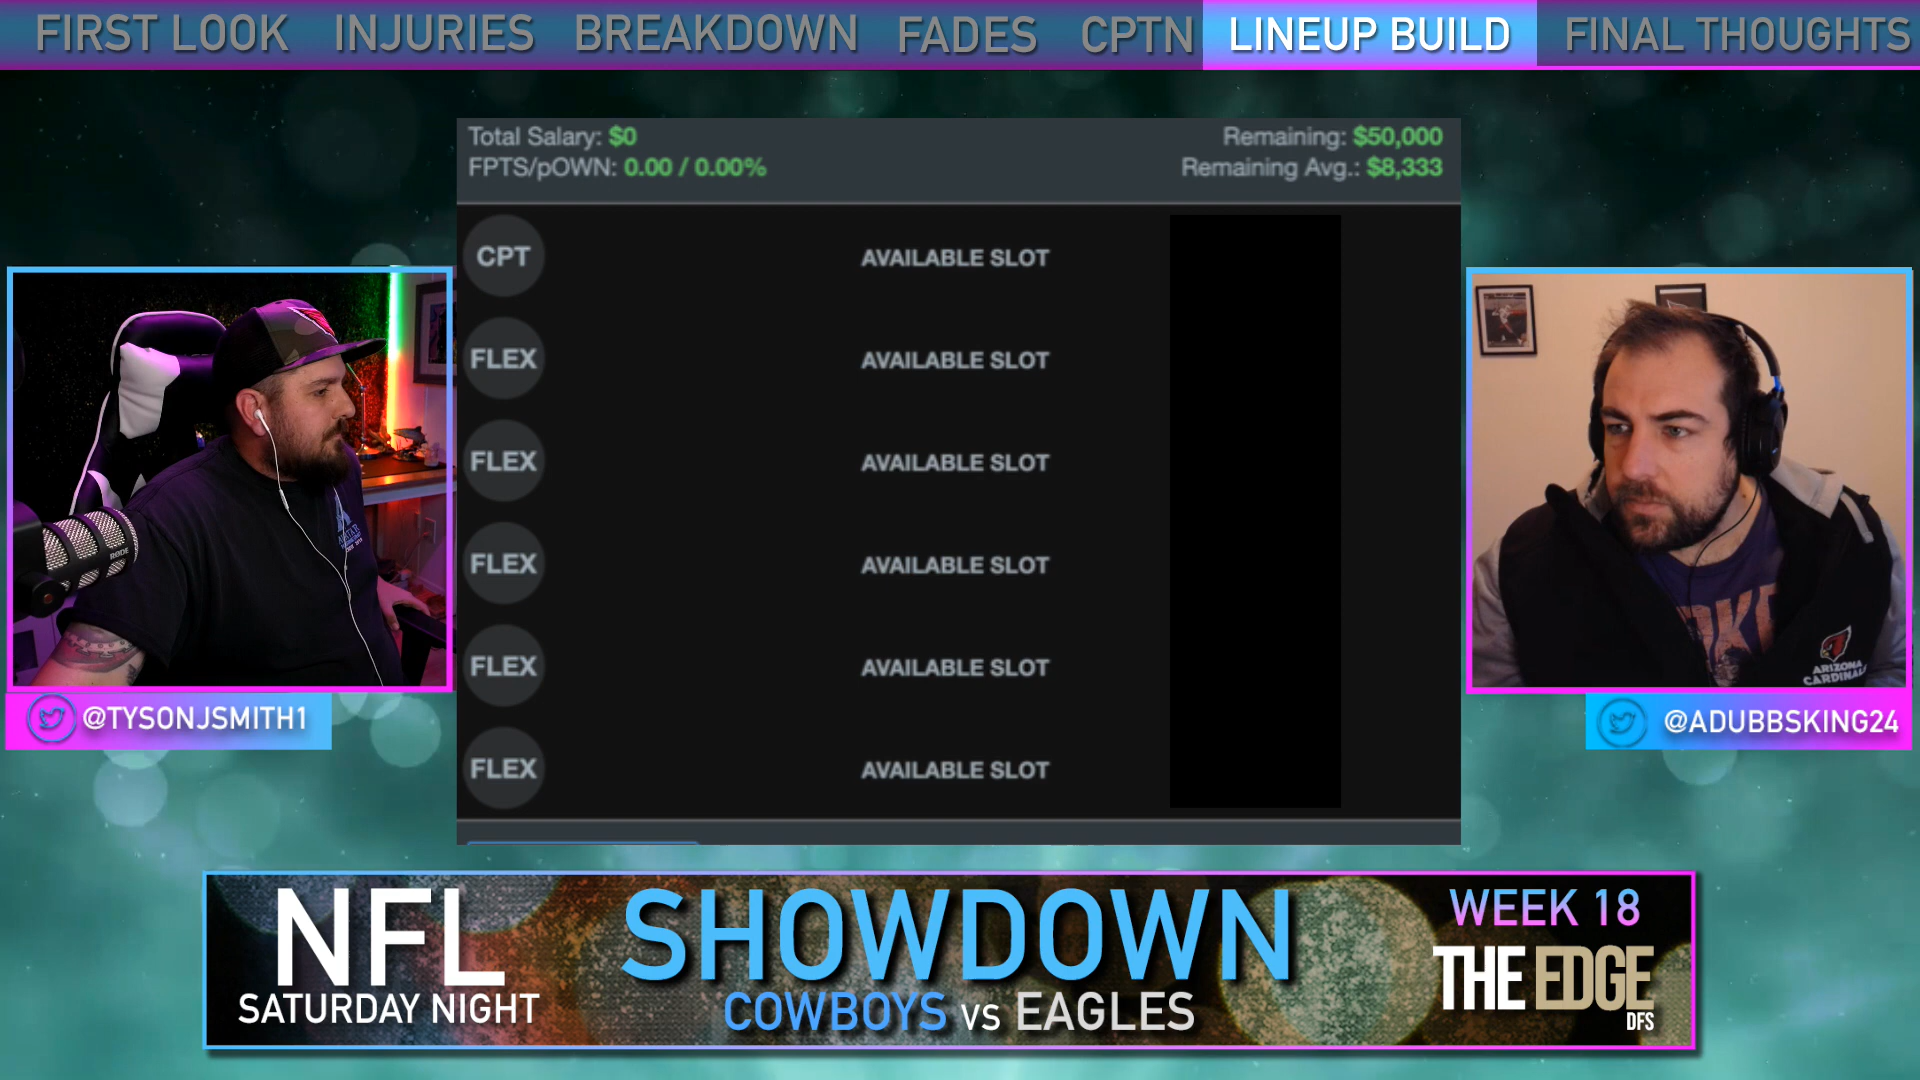 FIRST LOOK INJURIES BREAKDOWN FADES CPTN LINEUP BUILD FINAL THOUGHTS
Total Salary: $0 Remaining: $50,000
FPTS/pOWN: 0.00 / 0.00% Remaining Avg.: $8,333
CPT AVAILABLE SLOT
FLEX AVAILABLE SLOT
FLEX AVAILABLE SLOT
FLEX AVAILABLE SLOT
FLEX AVAILABLE SLOT
FLEX AVAILABLE SLOT
RODE
ARIZONA
CARDINALS
@TYSONJSMITH1
@ADUBBSKING24
NFL
SATURDAY NIGHT
SHOWDOWN
COWBOYS vs EAGLES
WEEK 18
THE EDGE
DFS